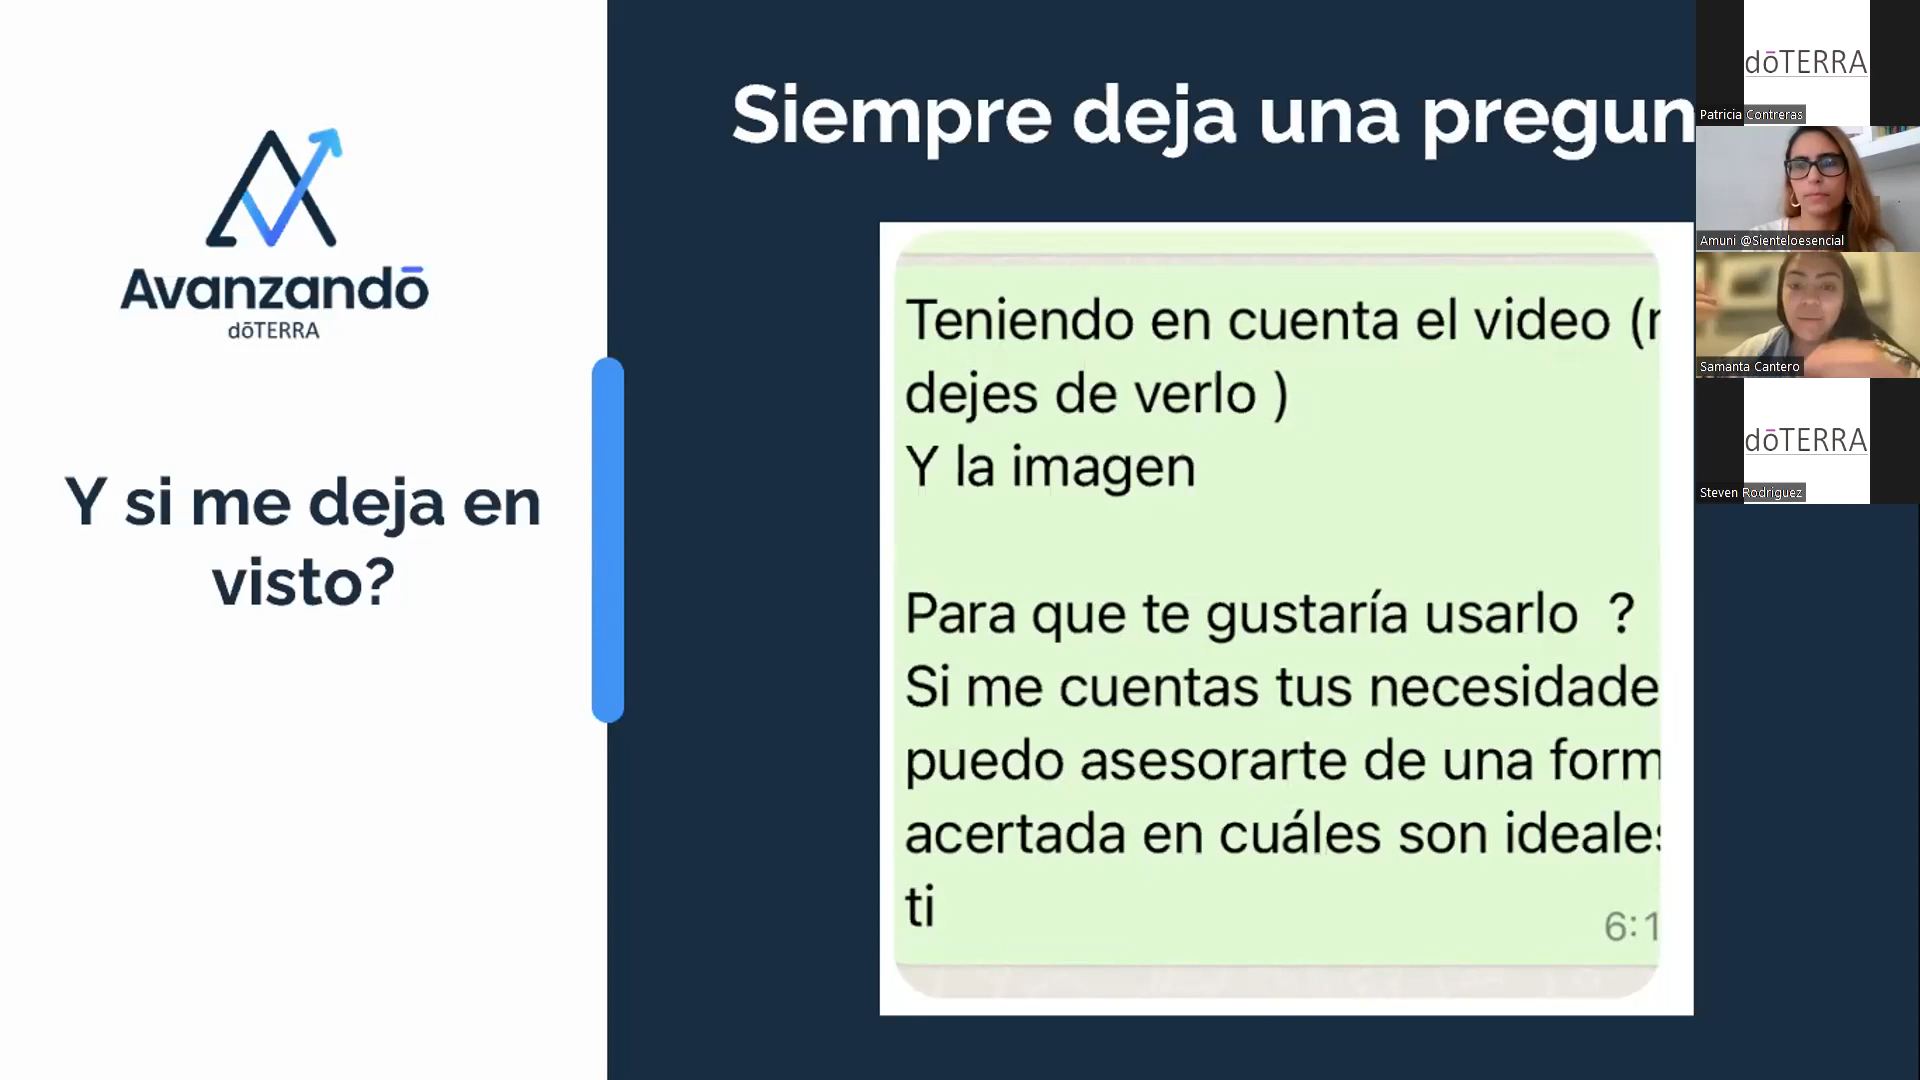 Avanzandō
dōTERRA
Y si me deja en
visto?
Siempre deja una pregun
Teniendo en cuenta el video (
dejes de verlo )
Y la imagen
Para que te gustaría usarlo ?
Si me cuentas tus necesidade
puedo asesorarte de una form
acertada en cuáles son ideales
ti
6:1
dōTERRA
Patricia Contreras
Amuni @Sienteloesencial
Samanta Cantero
dōTERRA
Steven Rodriguez